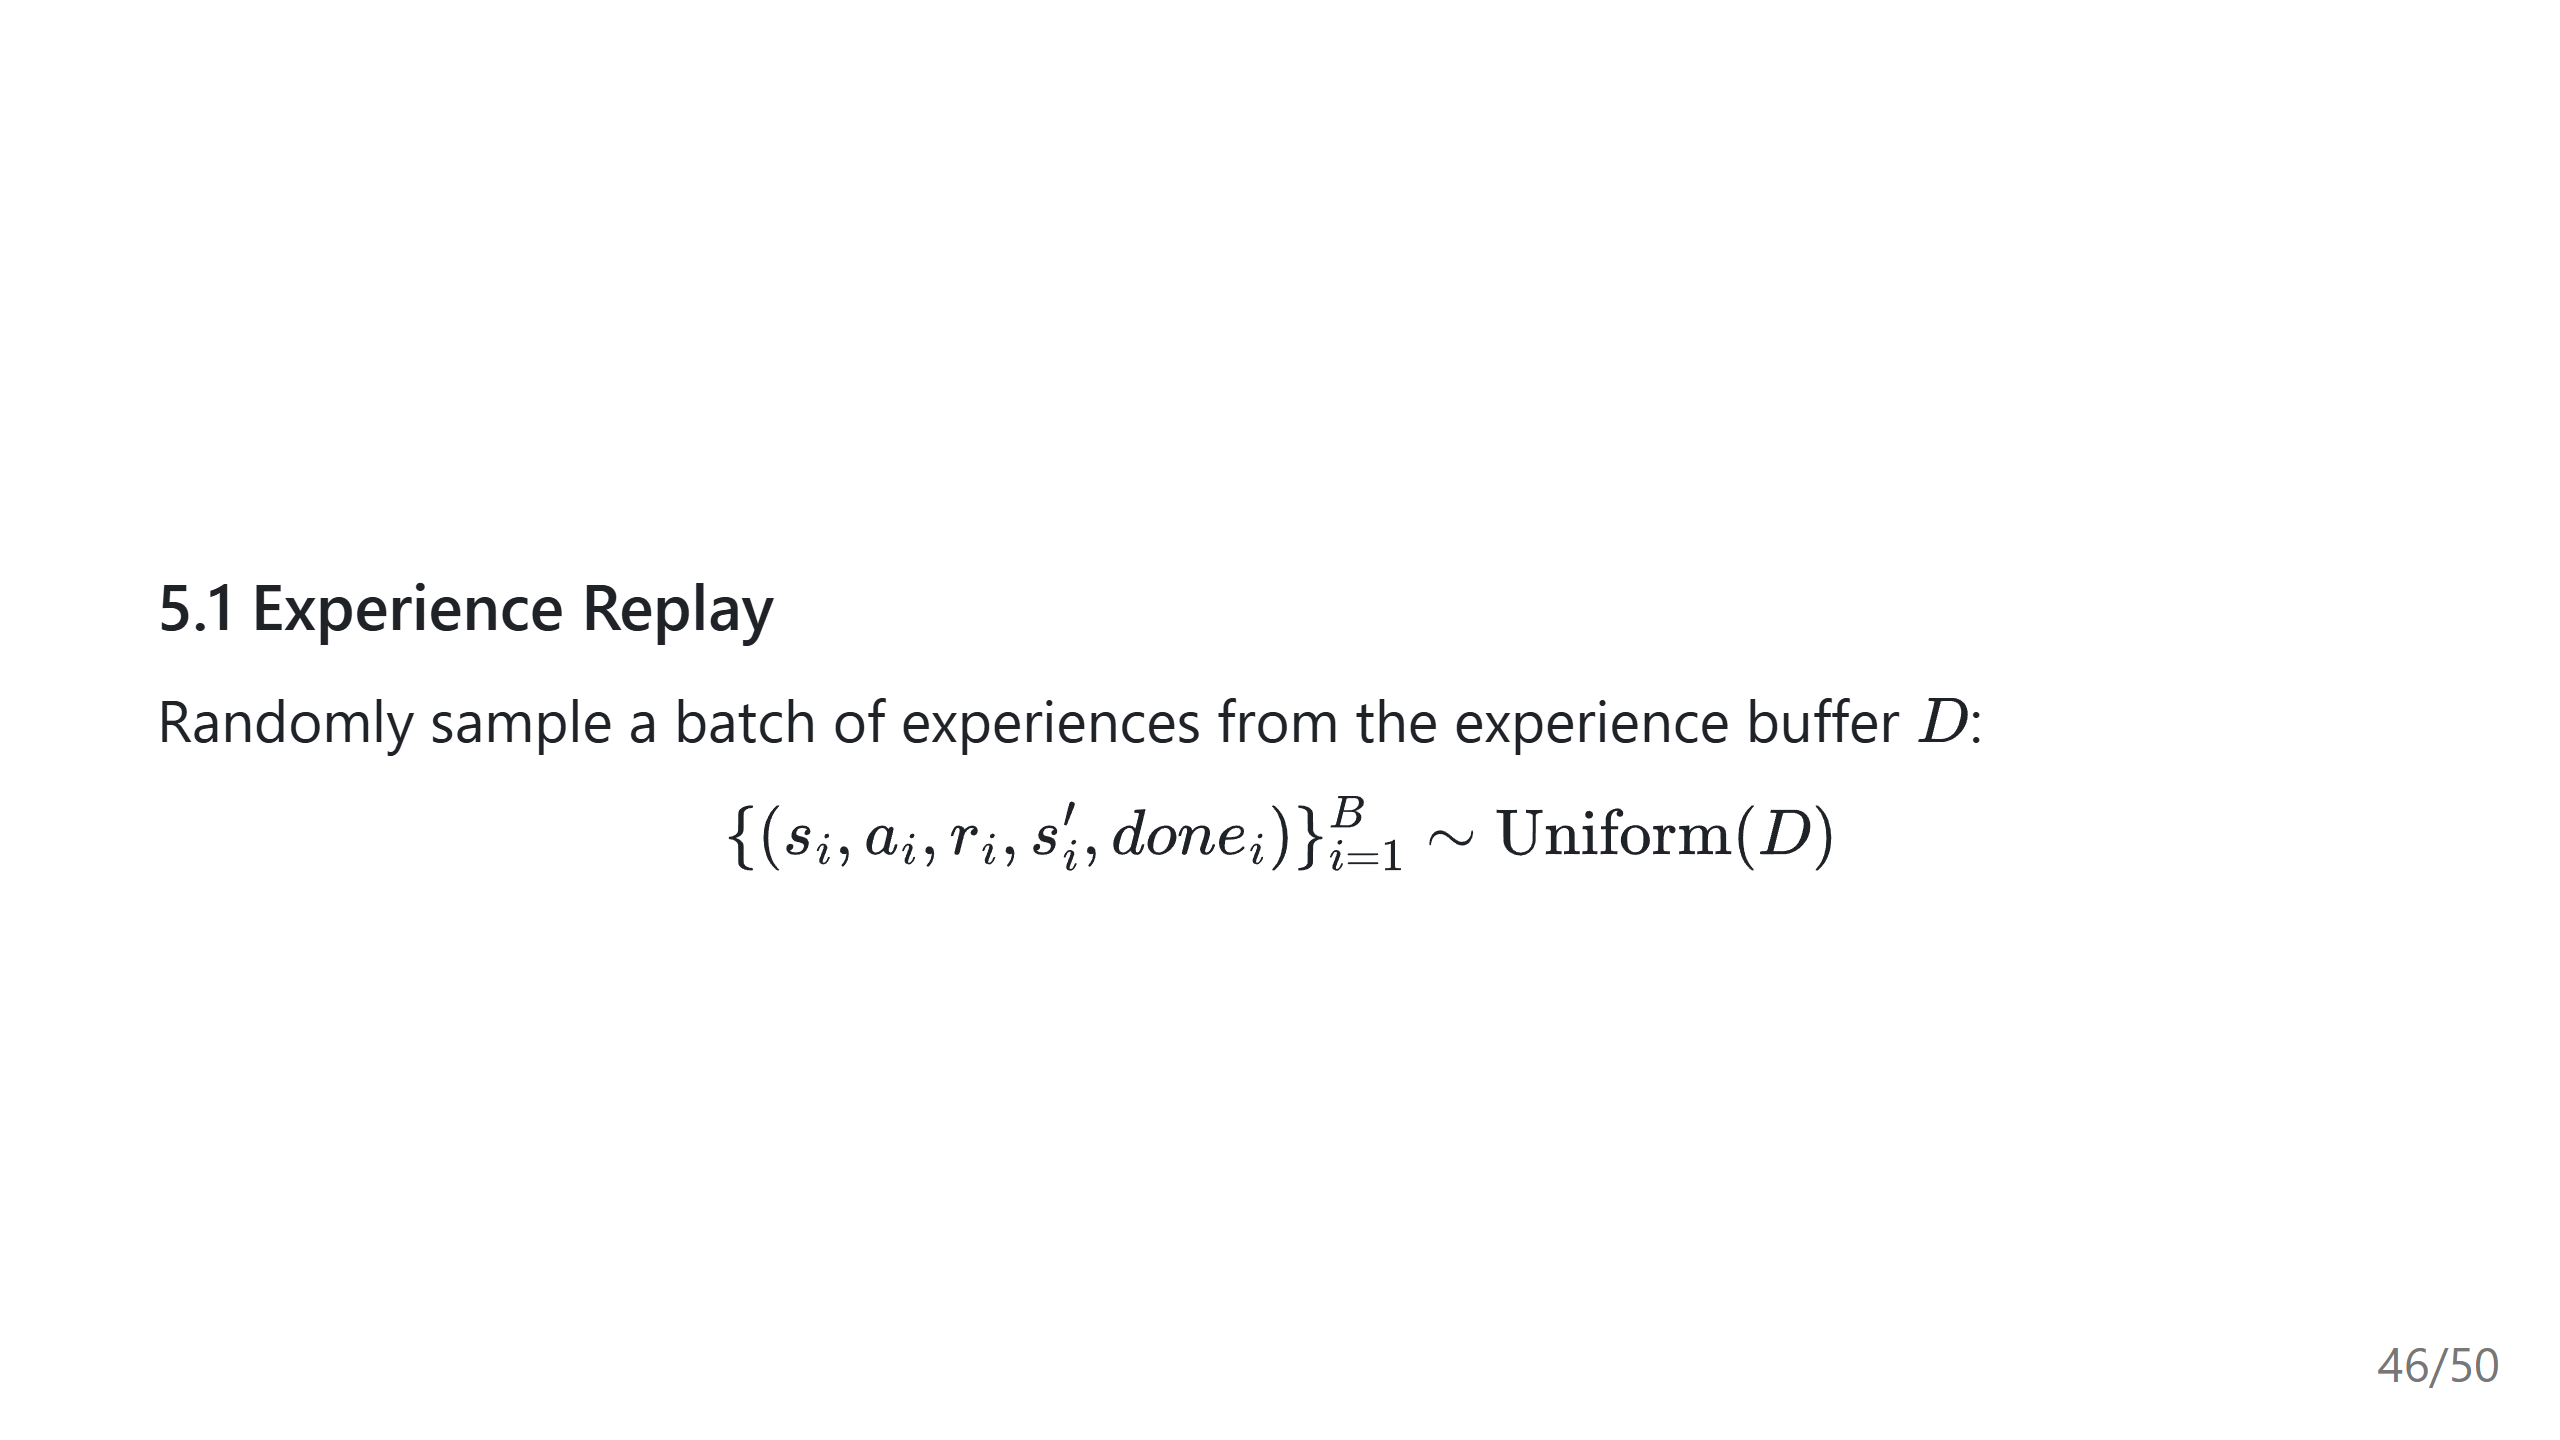 5.1 Experience Replay
Randomly sample a batch of experiences from the experience buffer D:
{(s_i, a_i, r_i, s'_i, done_i)}_{i=1}^B ∼ Uniform(D)
46/50